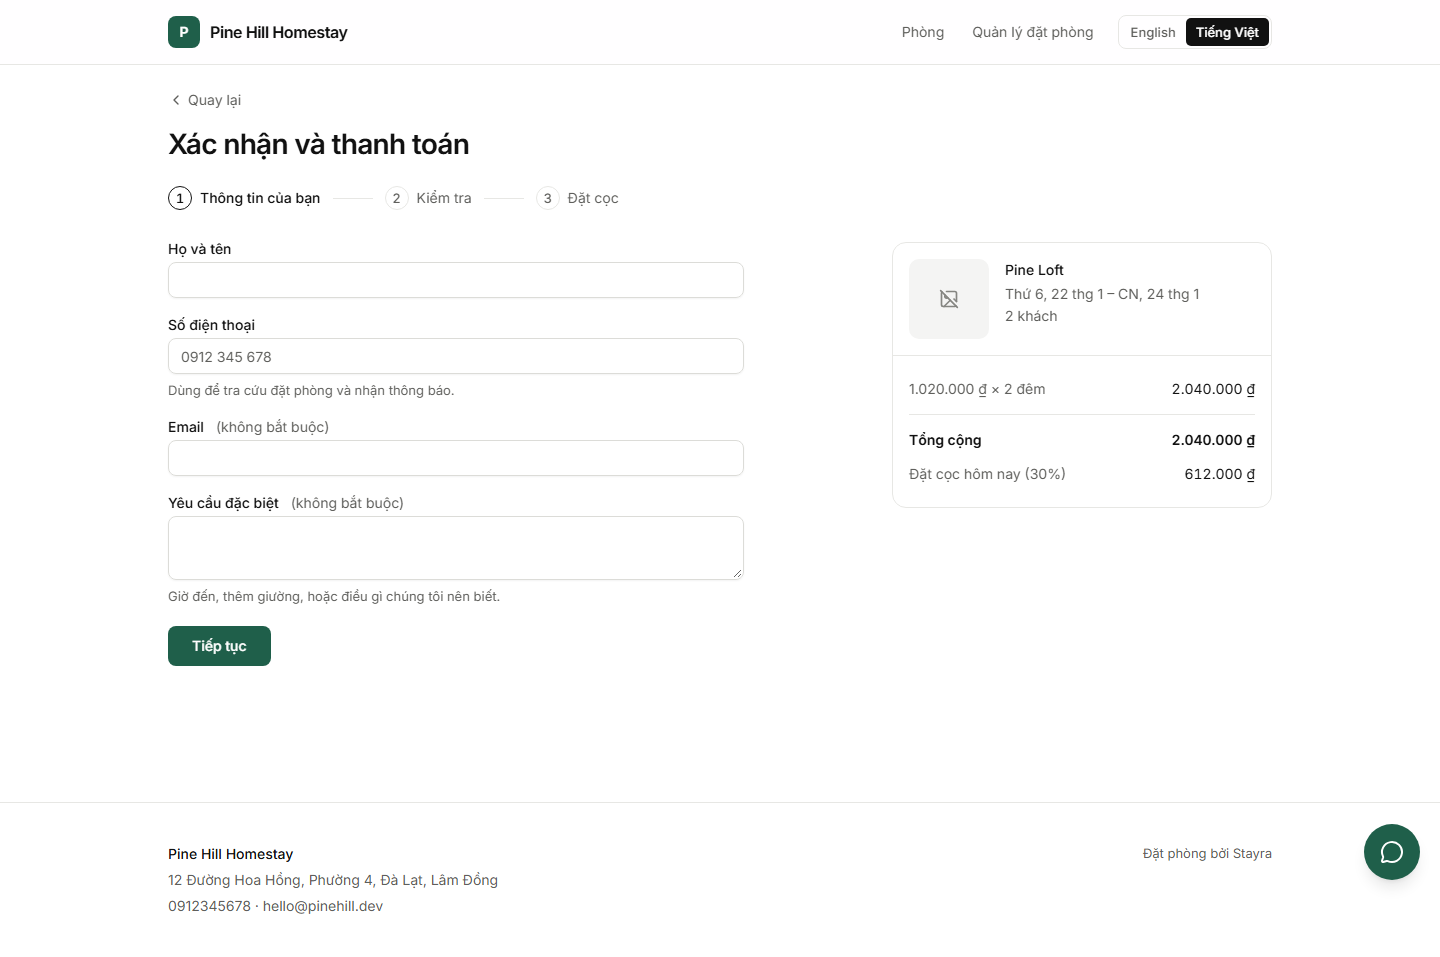 P
Pine Hill Homestay
Phòng
Quản lý đặt phòng
English
Tiếng Việt
Quay lại
Xác nhận và thanh toán
1 Thông tin của bạn
2 Kiểm tra
3 Đặt cọc
Họ và tên
Số điện thoại
0912 345 678
Dùng để tra cứu đặt phòng và nhận thông báo.
Email (không bắt buộc)
Yêu cầu đặc biệt (không bắt buộc)
Giờ đến, thêm giường, hoặc điều gì chúng tôi nên biết.
Tiếp tục
Pine Loft
Thứ 6, 22 thg 1 – CN, 24 thg 1
2 khách
1.020.000 ₫ × 2 đêm 2.040.000 ₫
Tổng cộng 2.040.000 ₫
Đặt cọc hôm nay (30%) 612.000 ₫
Pine Hill Homestay
12 Đường Hoa Hồng, Phường 4, Đà Lạt, Lâm Đồng
0912345678 · hello@pinehill.dev
Đặt phòng bởi Stayra